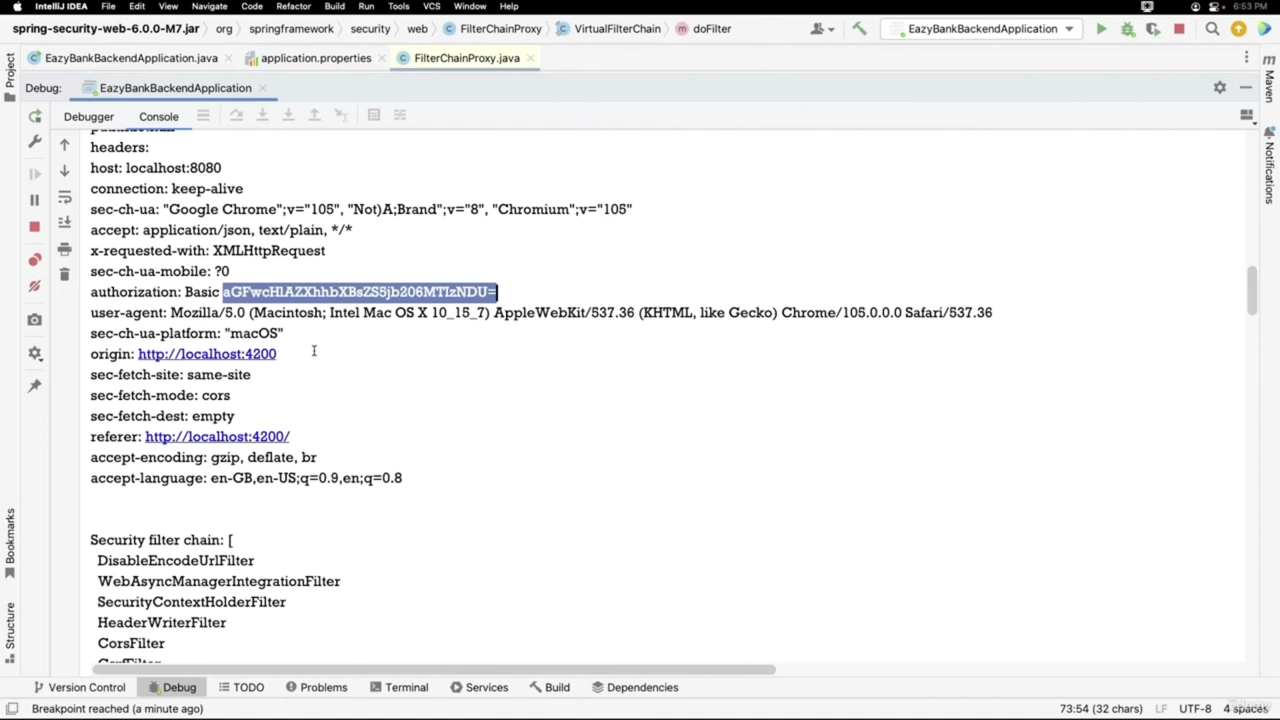 IntelliJ IDEA File Edit View Navigate Code Refactor Build Run Tools VCS Window Help 6:53 PM
spring-security-web-6.0.0-M7.jar org springframework security web FilterChainProxy VirtualFilterChain doFilter EazyBankBackendApplication
Project EazyBankBackendApplication.java application.properties FilterChainProxy.java Maven
Debug: EazyBankBackendApplication
Debugger Console
Notifications
headers:
host: localhost:8080
connection: keep-alive
sec-ch-ua: "Google Chrome";v="105", "Not)A;Brand";v="8", "Chromium";v="105"
accept: application/json, text/plain, */*
x-requested-with: XMLHttpRequest
sec-ch-ua-mobile: ?0
authorization: Basic aGFwcHlAZXhhbXBsZS5jb206MTIzNDU=
user-agent: Mozilla/5.0 (Macintosh; Intel Mac OS X 10_15_7) AppleWebKit/537.36 (KHTML, like Gecko) Chrome/105.0.0.0 Safari/537.36
sec-ch-ua-platform: "macOS"
origin: http://localhost:4200
sec-fetch-site: same-site
sec-fetch-mode: cors
sec-fetch-dest: empty
referer: http://localhost:4200/
accept-encoding: gzip, deflate, br
accept-language: en-GB,en-US;q=0.9,en;q=0.8
Security filter chain: [
DisableEncodeUrlFilter
WebAsyncManagerIntegrationFilter
SecurityContextHolderFilter
HeaderWriterFilter
CorsFilter
Bookmarks
Structure
Version Control Debug TODO Problems Terminal Services Build Dependencies
Breakpoint reached (a minute ago) 73:54 (32 chars) LF UTF-8 4 spaces